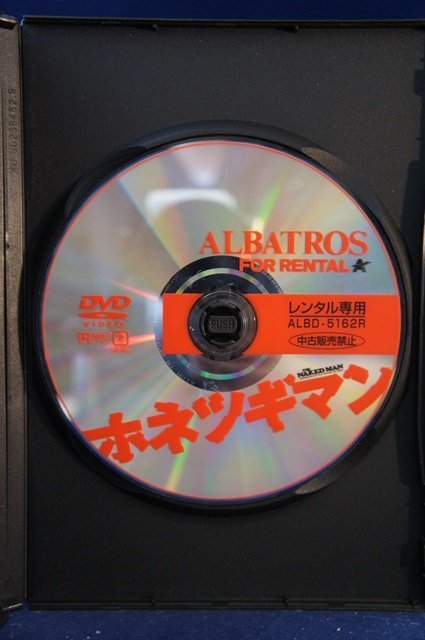 ALBATROS
FOR RENTAL
DVD
VIDEO
レンタル専用
ALBD-5162R
中古販売禁止
PUSH
THE NAKED MAN
ホネツギマン